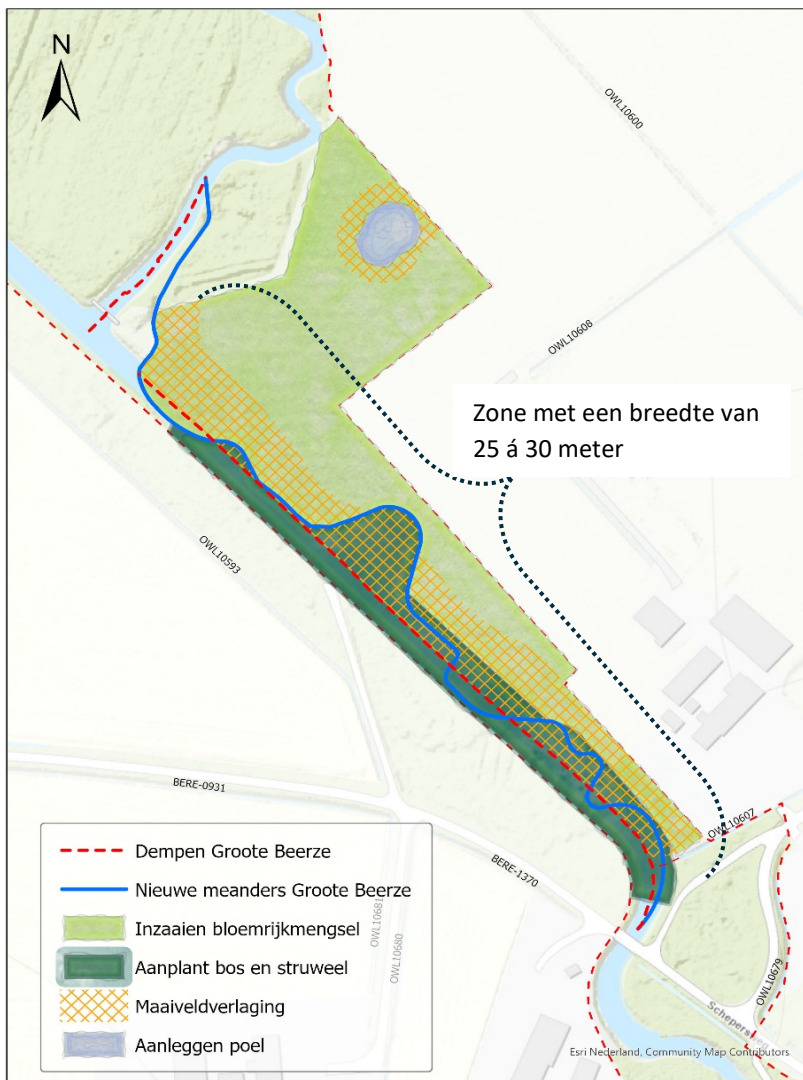 N
OWL10600
OWL10608
Zone met een breedte van
25 á 30 meter
OWL10593
OWL10607
BERE-0931
BERE-1370
OWL10681
OWL10680
OWL10679
Schepersweg
Dempen Groote Beerze
Nieuwe meanders Groote Beerze
Inzaaien bloemrijkmengsel
Aanplant bos en struweel
Maaiveldverlaging
Aanleggen poel
Esri Nederland, Community Map Contributors